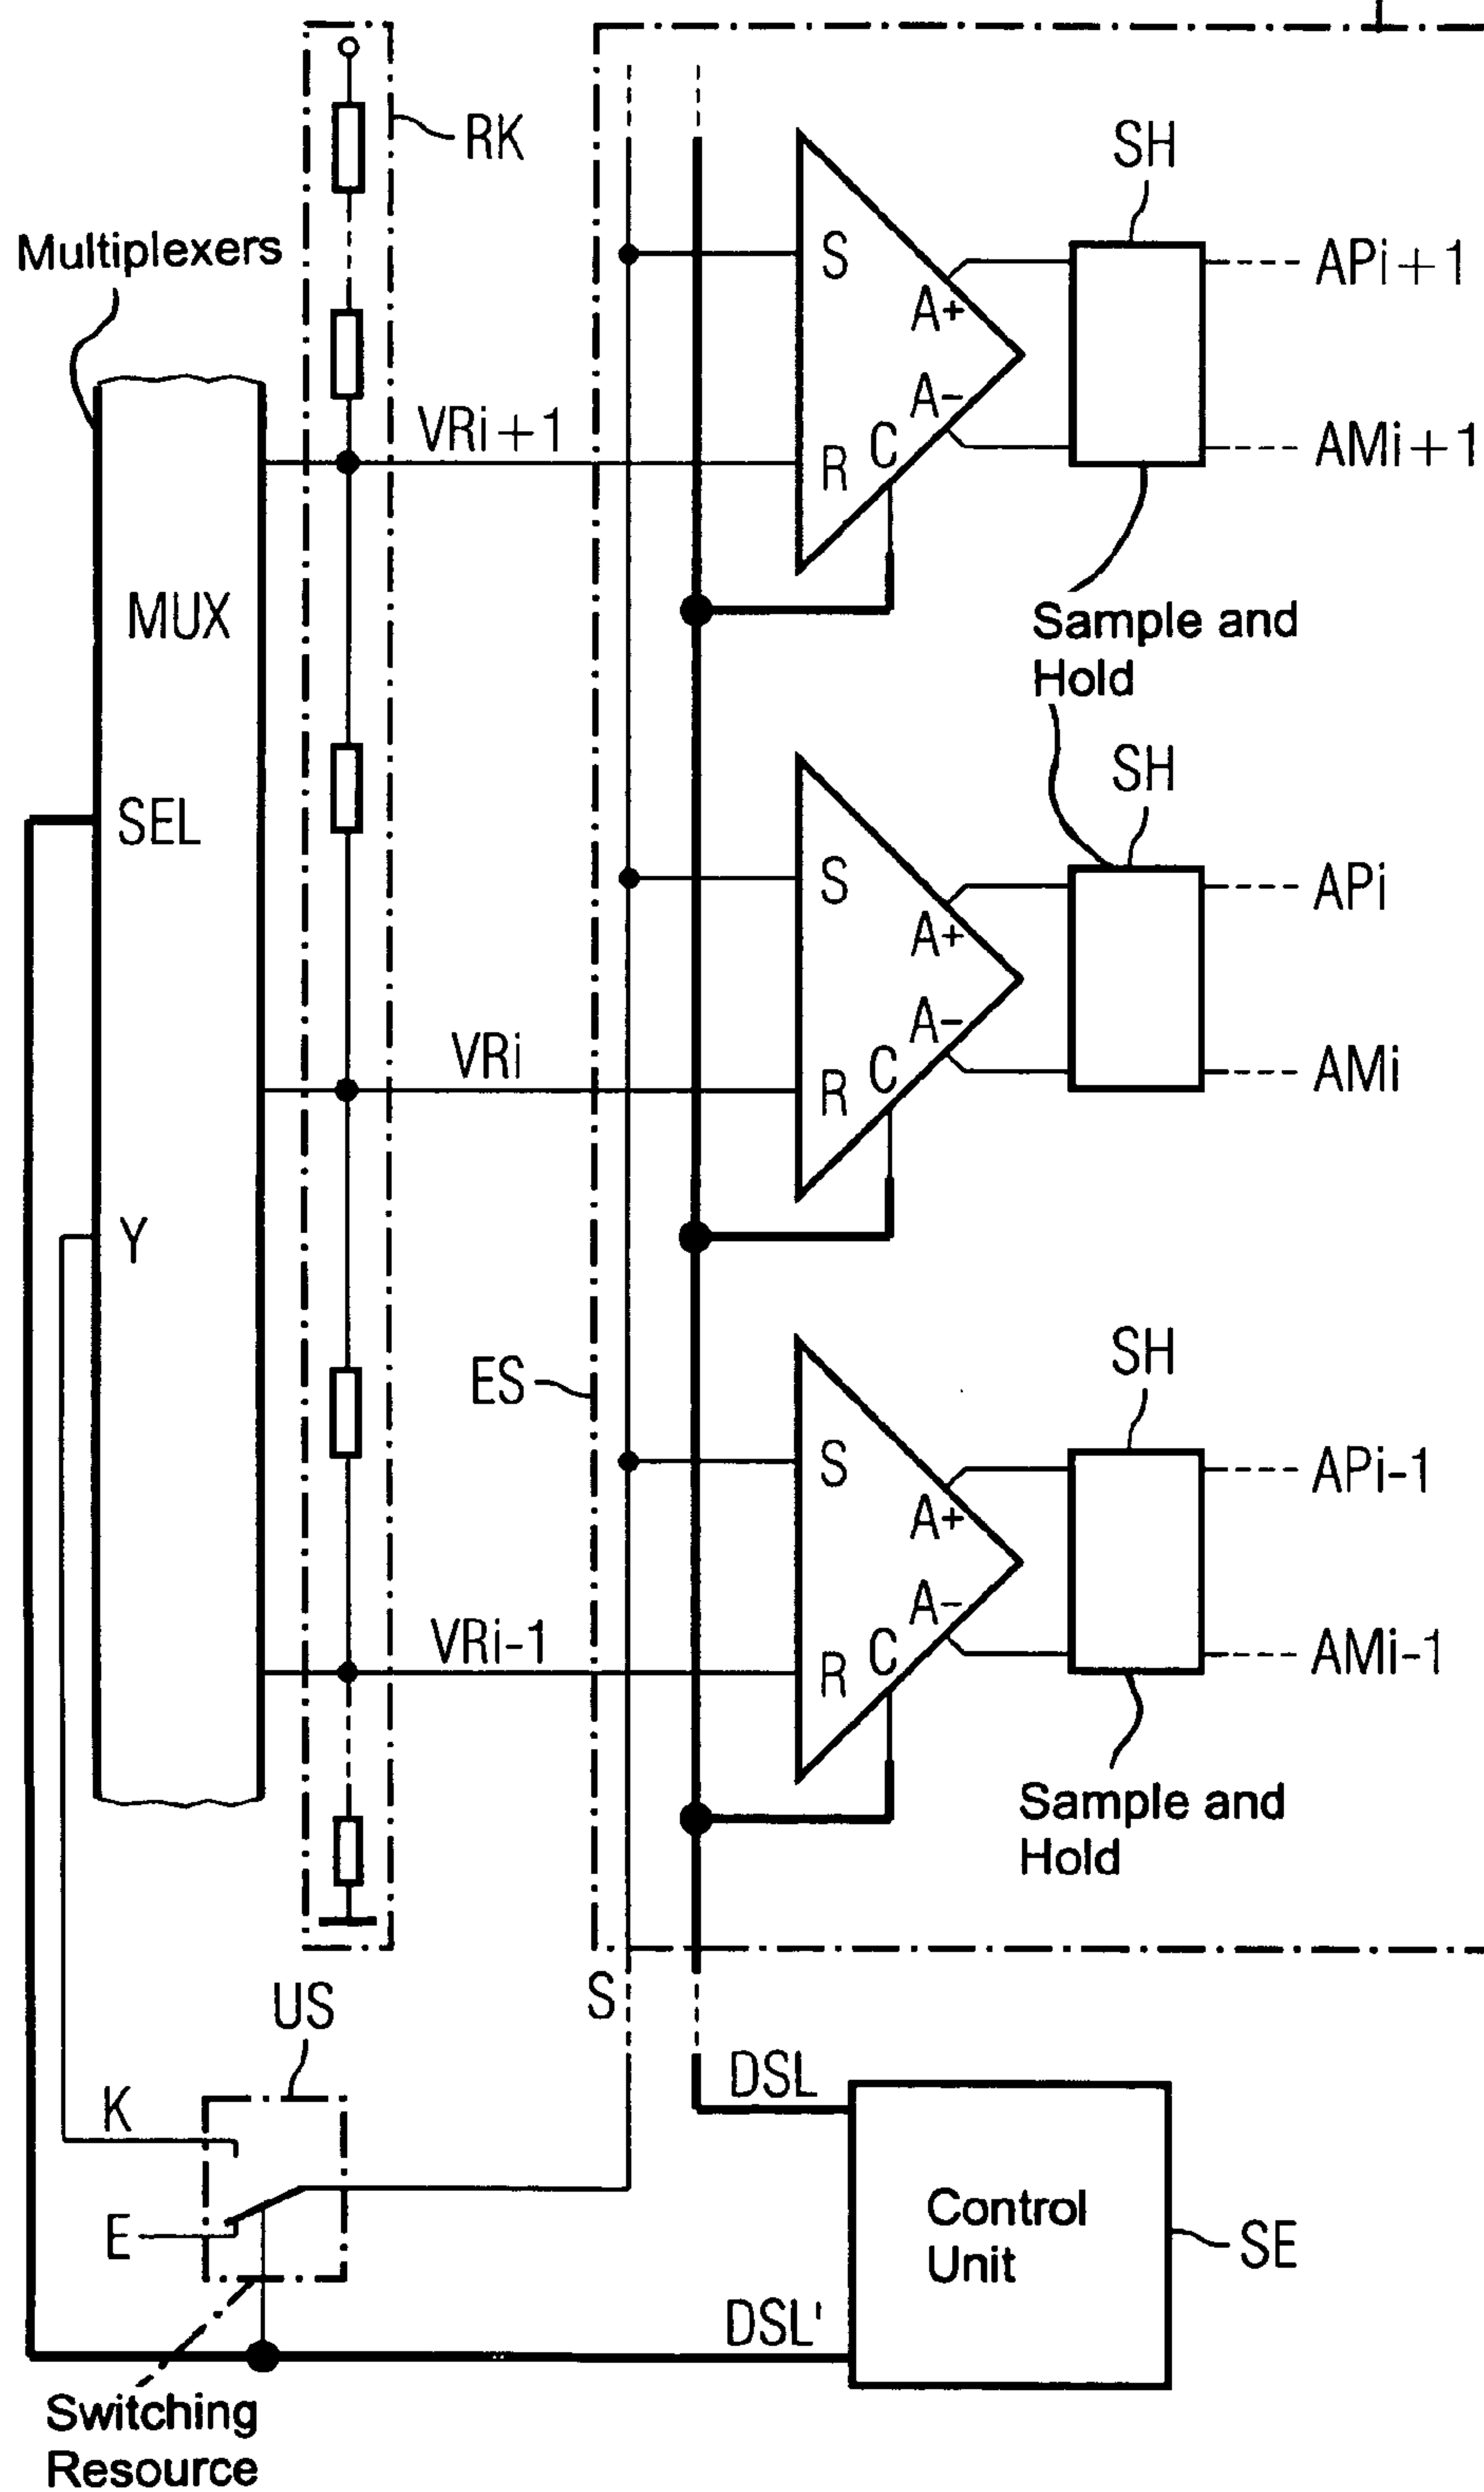 RK
SH
Multiplexers
S
A+
APi+1
A-
VRi+1
C
R
AMi+1
MUX
Sample and
Hold
SH
SEL
S
A+
APi
A-
VRi
C
R
AMi
Y
SH
ES
S
A+
APi-1
A-
VRi-1
C
R
AMi-1
Sample and
Hold
S
US
DSL
K
Control
Unit
E
SE
DSL'
Switching
Resource